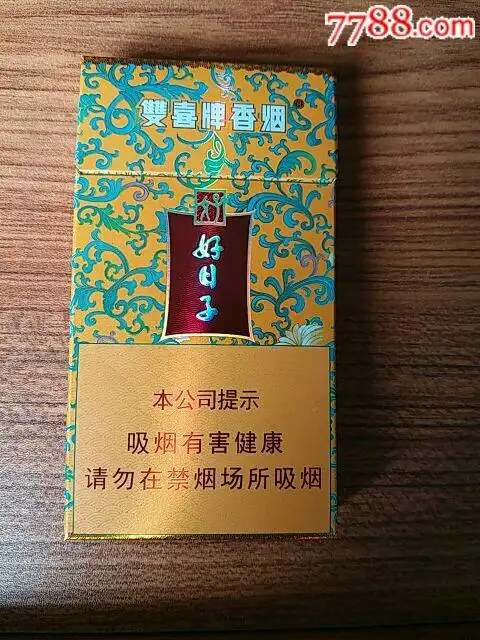 7788.com
雙喜牌香烟
好日子
本公司提示
吸烟有害健康
请勿在禁烟场所吸烟